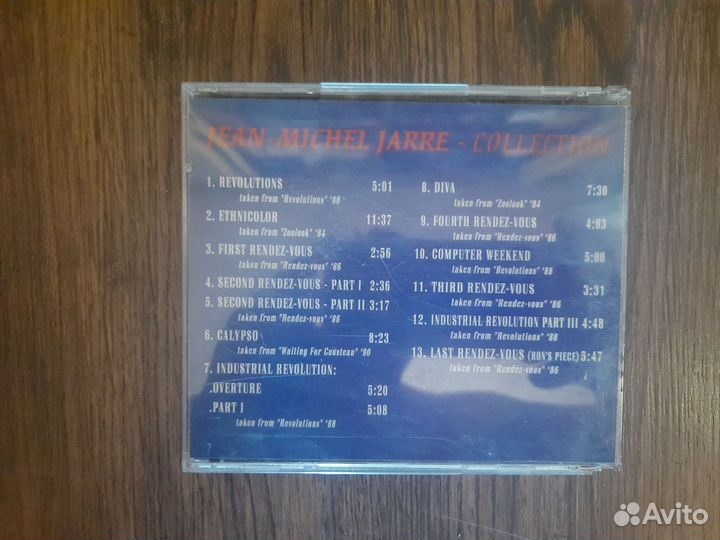 JEAN-MICHEL JARRE - COLLECTION
1. REVOLUTIONS 5:01
taken from "Revolutions" '88
2. ETHNICOLOR 11:37
taken from "Zoolook" '84
3. FIRST RENDEZ-VOUS 2:56
taken from "Rendez-vous" '86
4. SECOND RENDEZ-VOUS - PART I 2:36
5. SECOND RENDEZ-VOUS - PART II 3:17
taken from "Rendez-vous" '86
6. CALYPSO 8:23
taken from "Waiting For Cousteau" '90
7. INDUSTRIAL REVOLUTION:
.OVERTURE 5:20
.PART I 5:08
taken from "Revolutions" '88
8. DIVA 7:30
taken from "Zoolook" '84
9. FOURTH RENDEZ-VOUS 4:03
taken from "Rendez-vous" '86
10. COMPUTER WEEKEND 5:00
taken from "Revolutions" '88
11. THIRD RENDEZ-VOUS 3:31
taken from "Rendez-vous" '86
12. INDUSTRIAL REVOLUTION PART III 4:48
taken from "Revolutions" '88
13. LAST RENDEZ-VOUS (RON'S PIECE) 5:47
taken from "Rendez-vous" '86
Avito